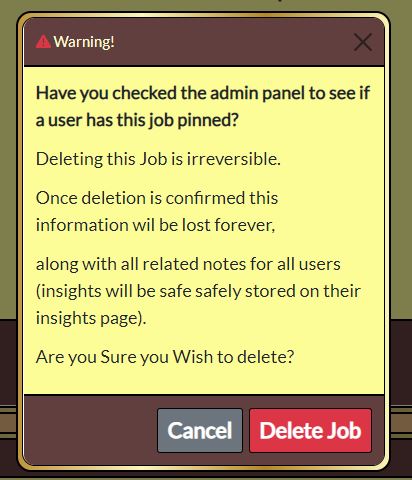 Warning!
Have you checked the admin panel to see if
a user has this job pinned?
Deleting this Job is irreversible.
Once deletion is confirmed this
information wil be lost forever,
along with all related notes for all users
(insights will be safe safely stored on their
insights page).
Are you Sure you Wish to delete?
Cancel
Delete Job